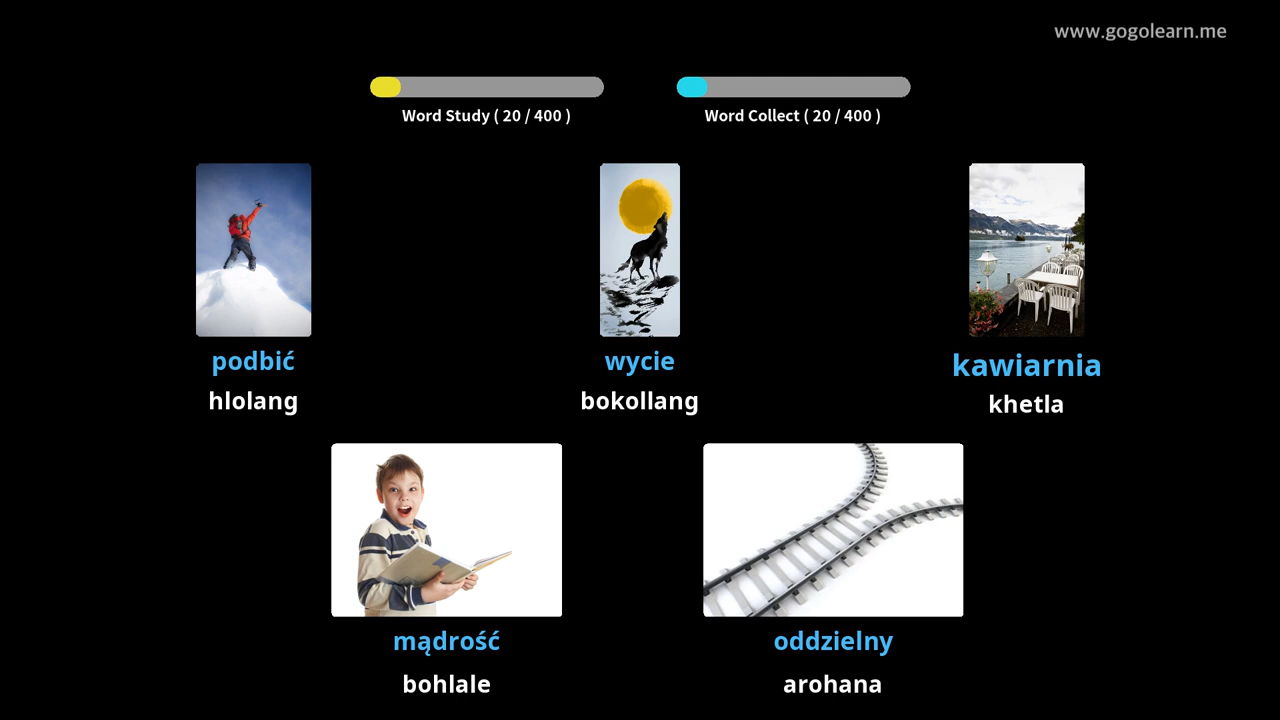 www.gogolearn.me
Word Study ( 20 / 400 )
Word Collect ( 20 / 400 )
podbić
hlolang
wycie
bokollang
kawiarnia
khetla
mądrość
bohlale
oddzielny
arohana